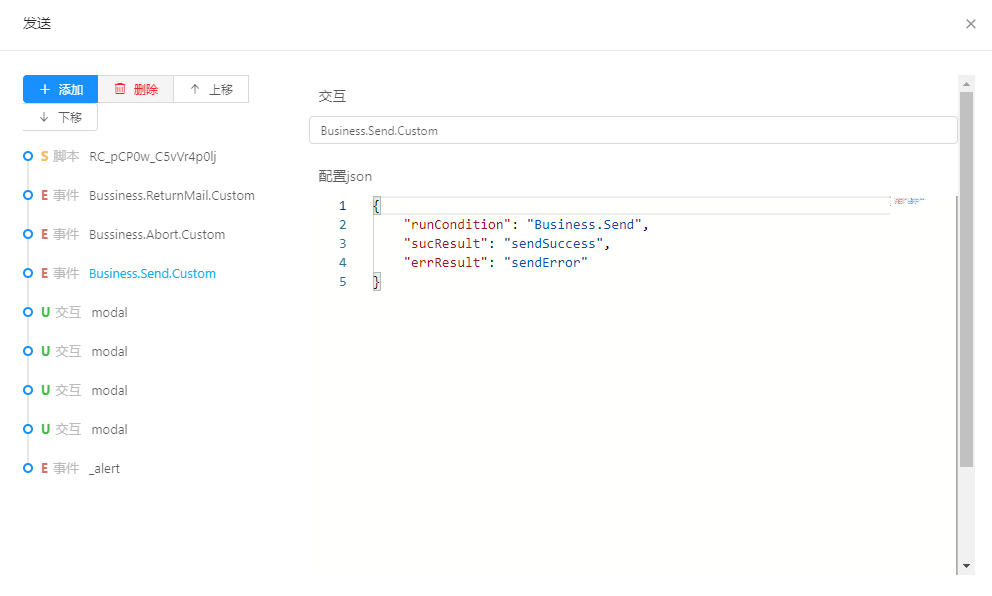 发送
添加 删除 上移
下移
S 脚本 RC_pCP0w_C5vVr4p0lj
E 事件 Bussiness.ReturnMail.Custom
E 事件 Bussiness.Abort.Custom
E 事件 Business.Send.Custom
U 交互 modal
U 交互 modal
U 交互 modal
U 交互 modal
E 事件 _alert
交互
Business.Send.Custom
配置json
1 {
2 "runCondition": "Business.Send",
3 "sucResult": "sendSuccess",
4 "errResult": "sendError"
5 }